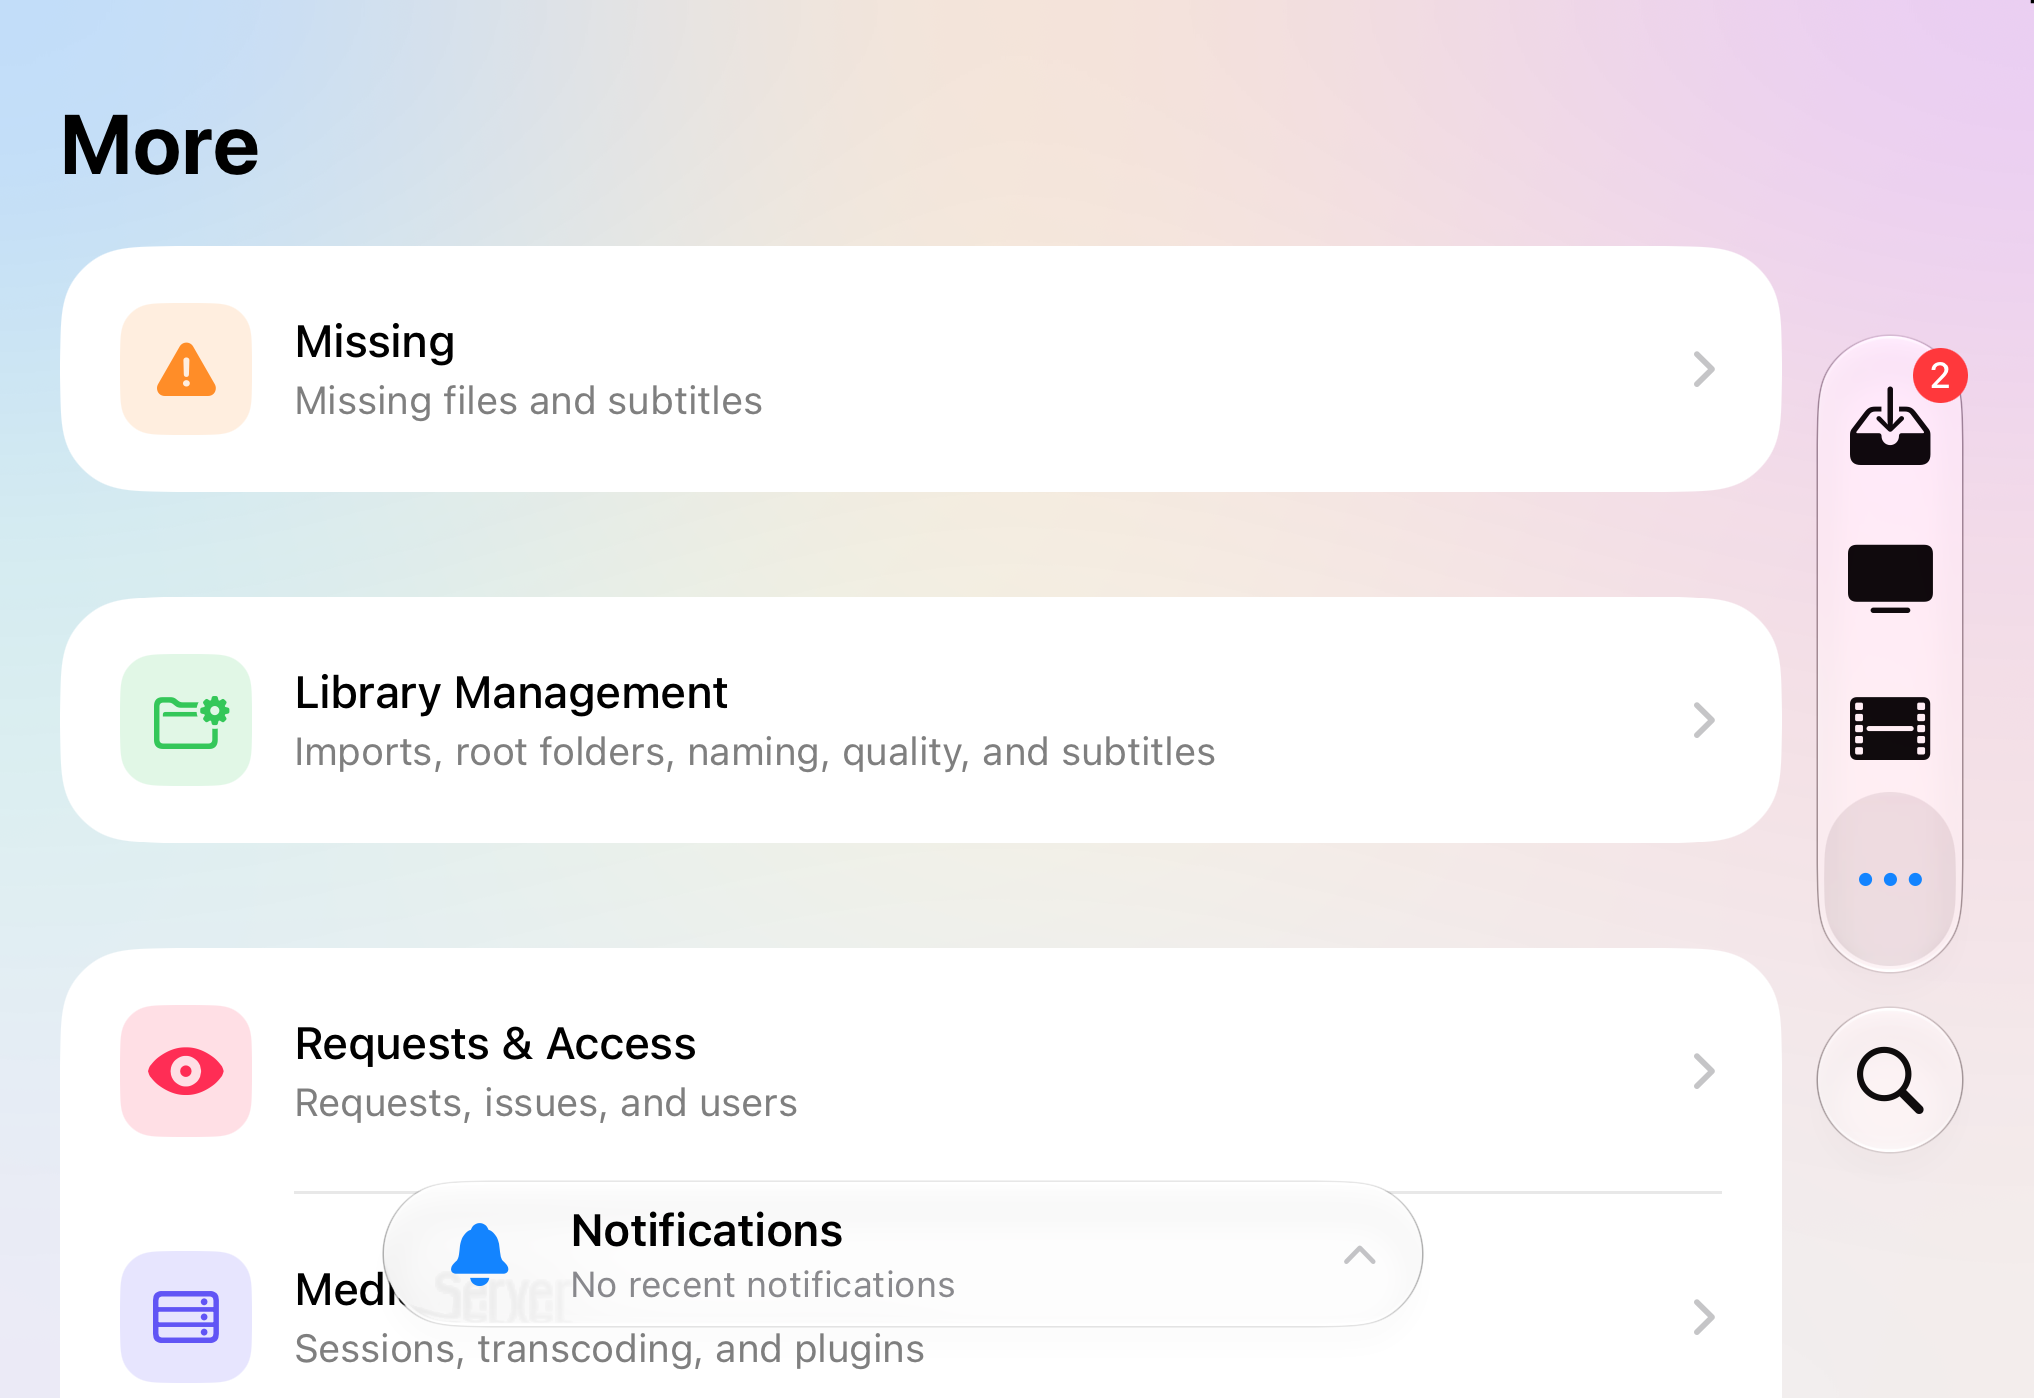 More
Missing
Missing files and subtitles
2
Library Management
Imports, root folders, naming, quality, and subtitles
Requests & Access
Requests, issues, and users
Notifications
No recent notifications
Server
Sessions, transcoding, and plugins